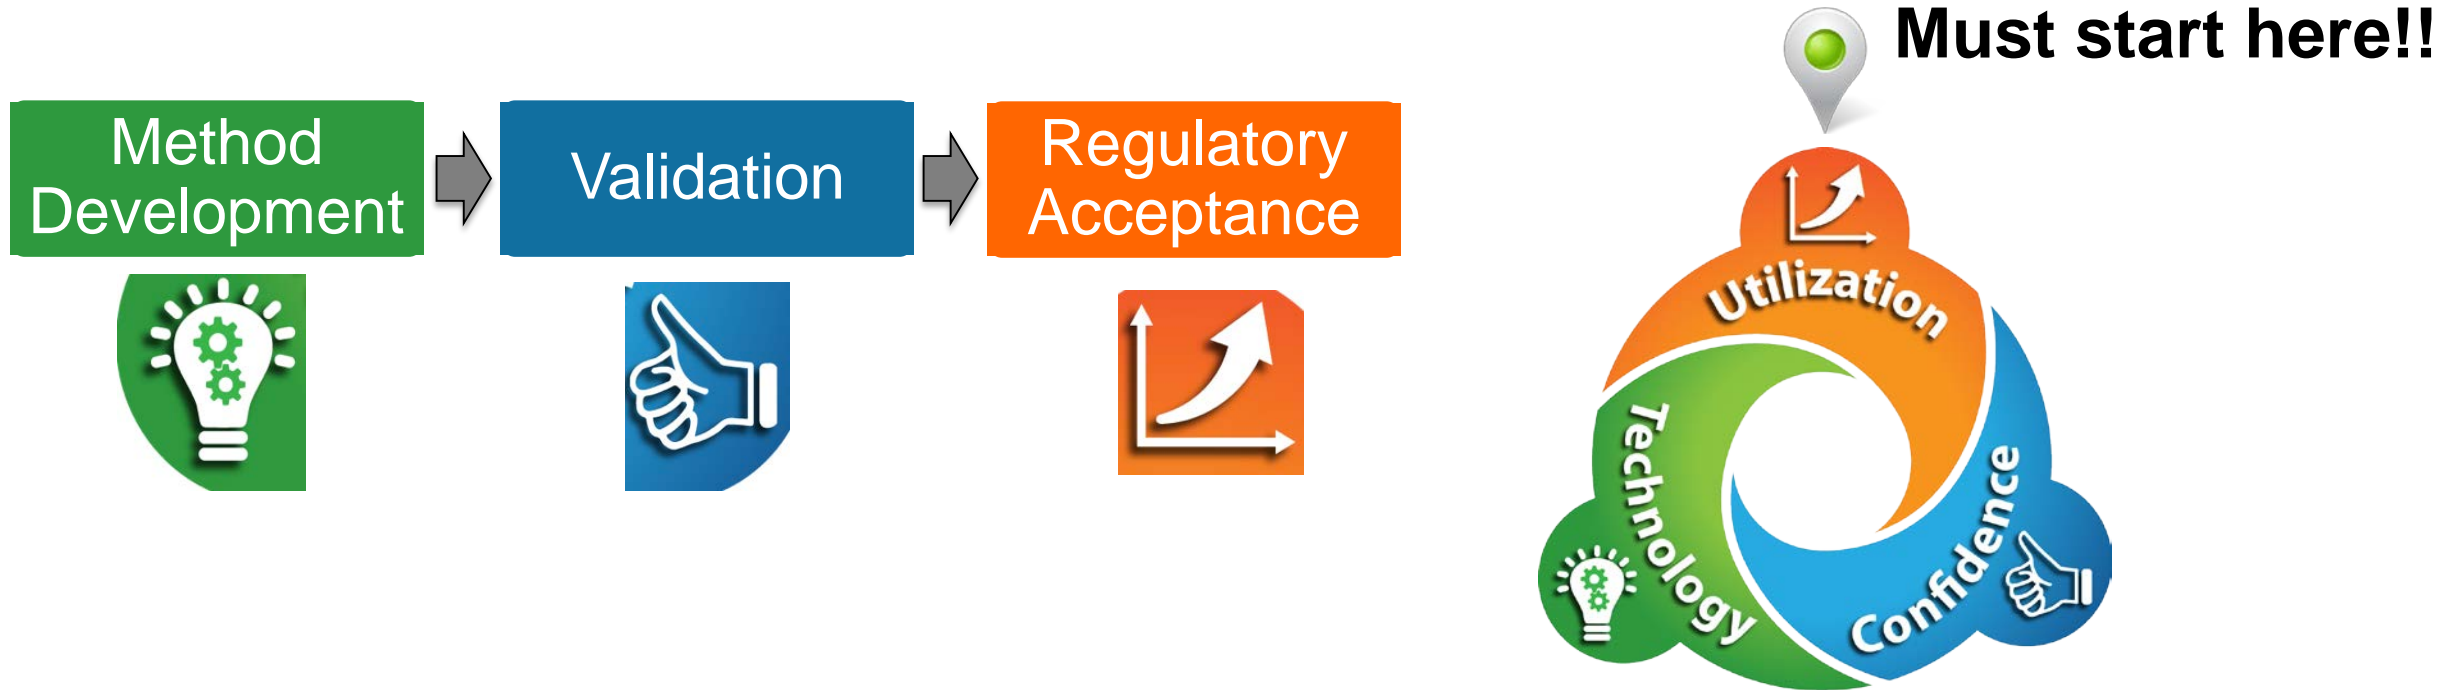 Must start here!!
Method
Development
Validation
Regulatory
Acceptance
Utilization
Technology
Confidence